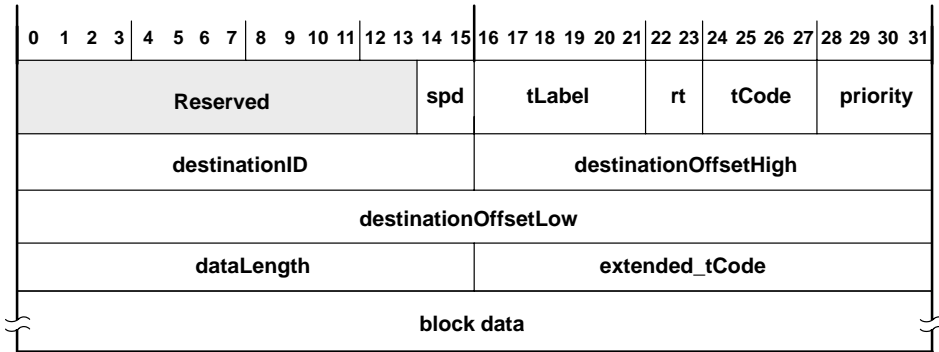 0 1 2 3 4 5 6 7 8 9 10 11 12 13 14 15 16 17 18 19 20 21 22 23 24 25 26 27 28 29 30 31
Reserved spd tLabel rt tCode priority
destinationID destinationOffsetHigh
destinationOffsetLow
dataLength extended_tCode
block data